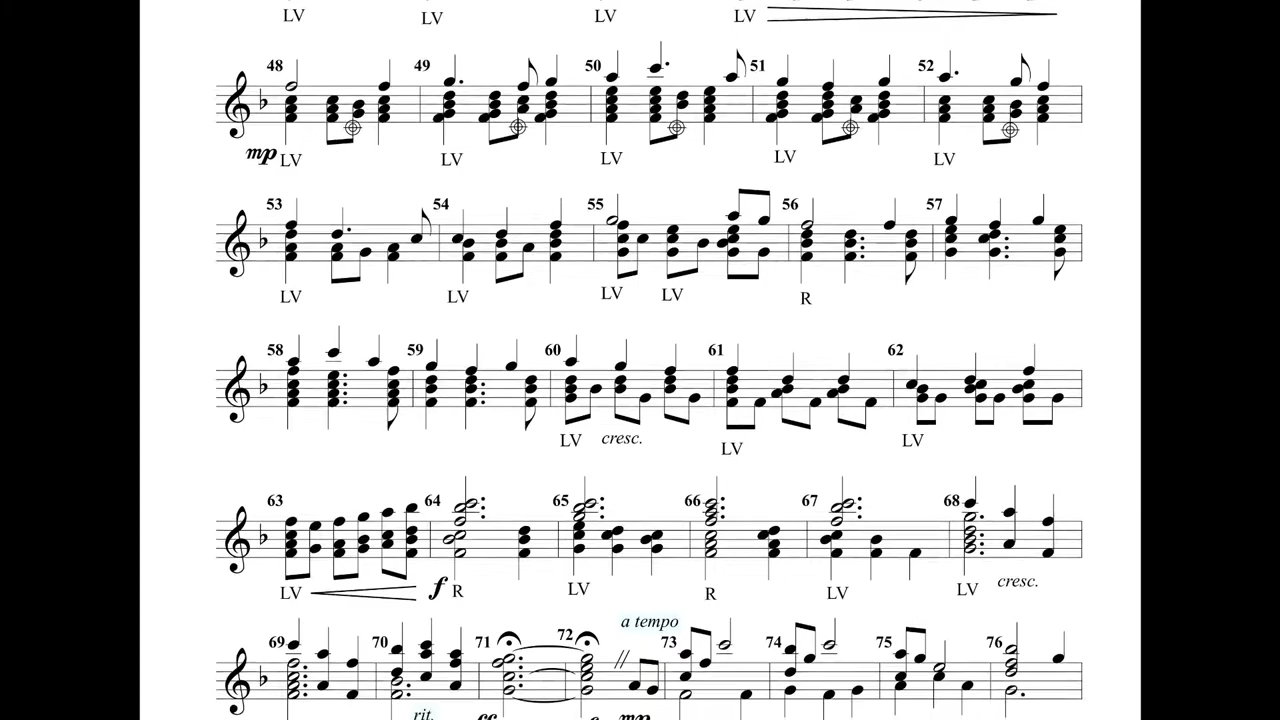 LV LV LV LV
48 49 50 51 52
mp LV LV LV LV LV
53 54 55 56 57
LV LV LV LV R
58 59 60 61 62
LV cresc. LV LV
63 64 65 66 67 68
LV f R LV R LV LV cresc.
a tempo
69 70 71 72 73 74 75 76
rit. mp